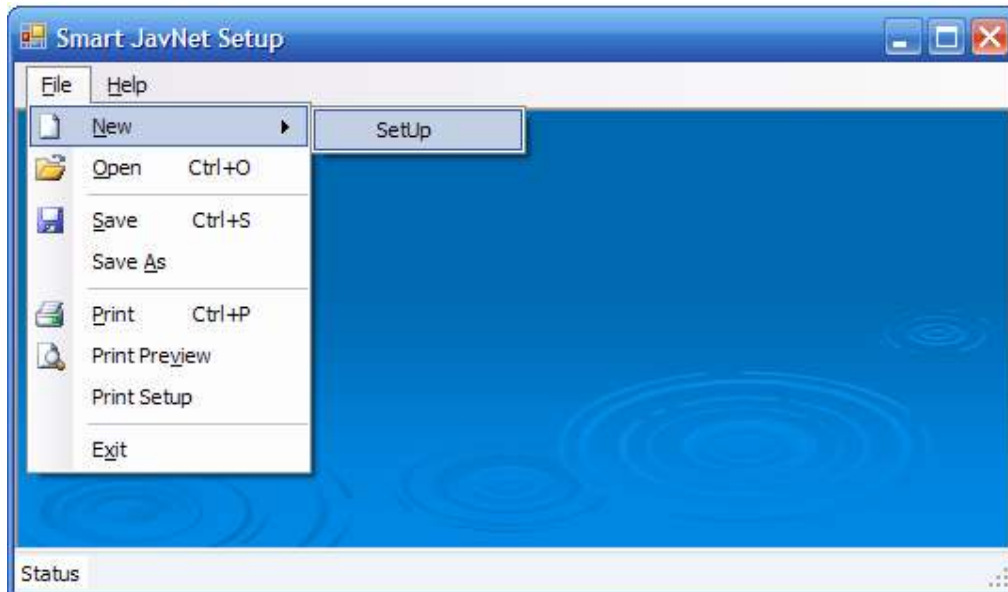 Smart JavNet Setup
File Help
New SetUp
Open Ctrl+O
Save Ctrl+S
Save As
Print Ctrl+P
Print Preview
Print Setup
Exit
Status